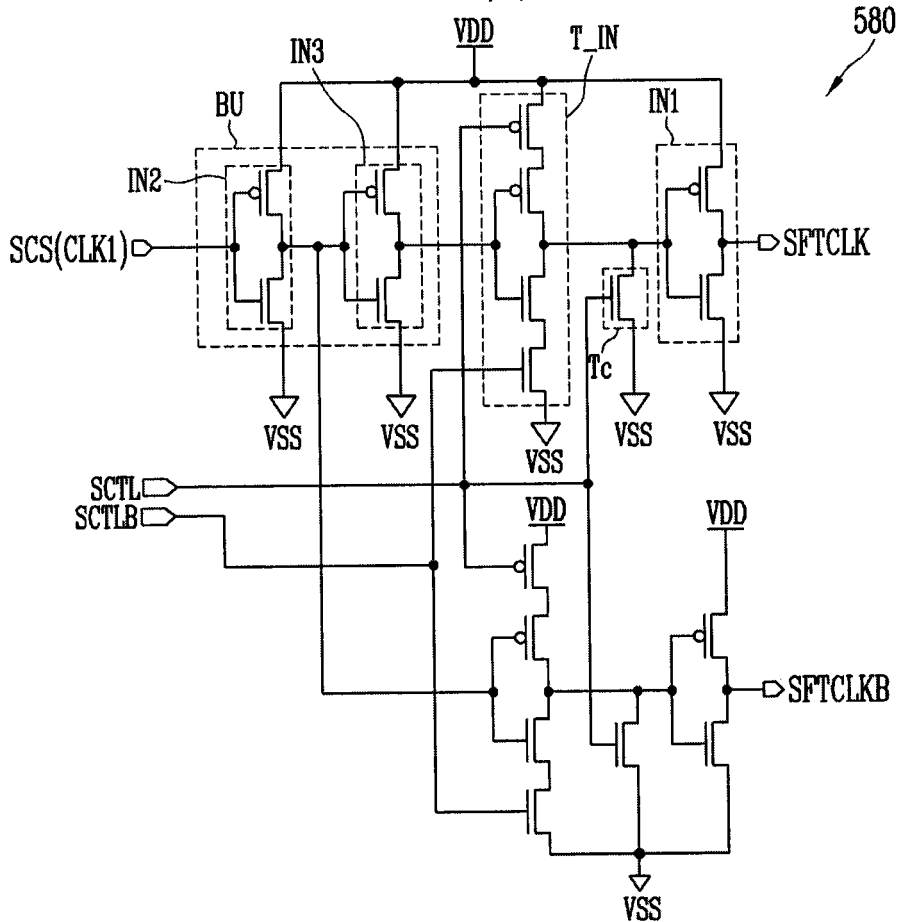 580
VDD
T_IN
IN3
BU
IN1
IN2
SCS(CLK1)
SFTCLK
Tc
VSS
VSS
VSS
VSS
VSS
SCTL
SCTLB
VDD
VDD
SFTCLKB
VSS